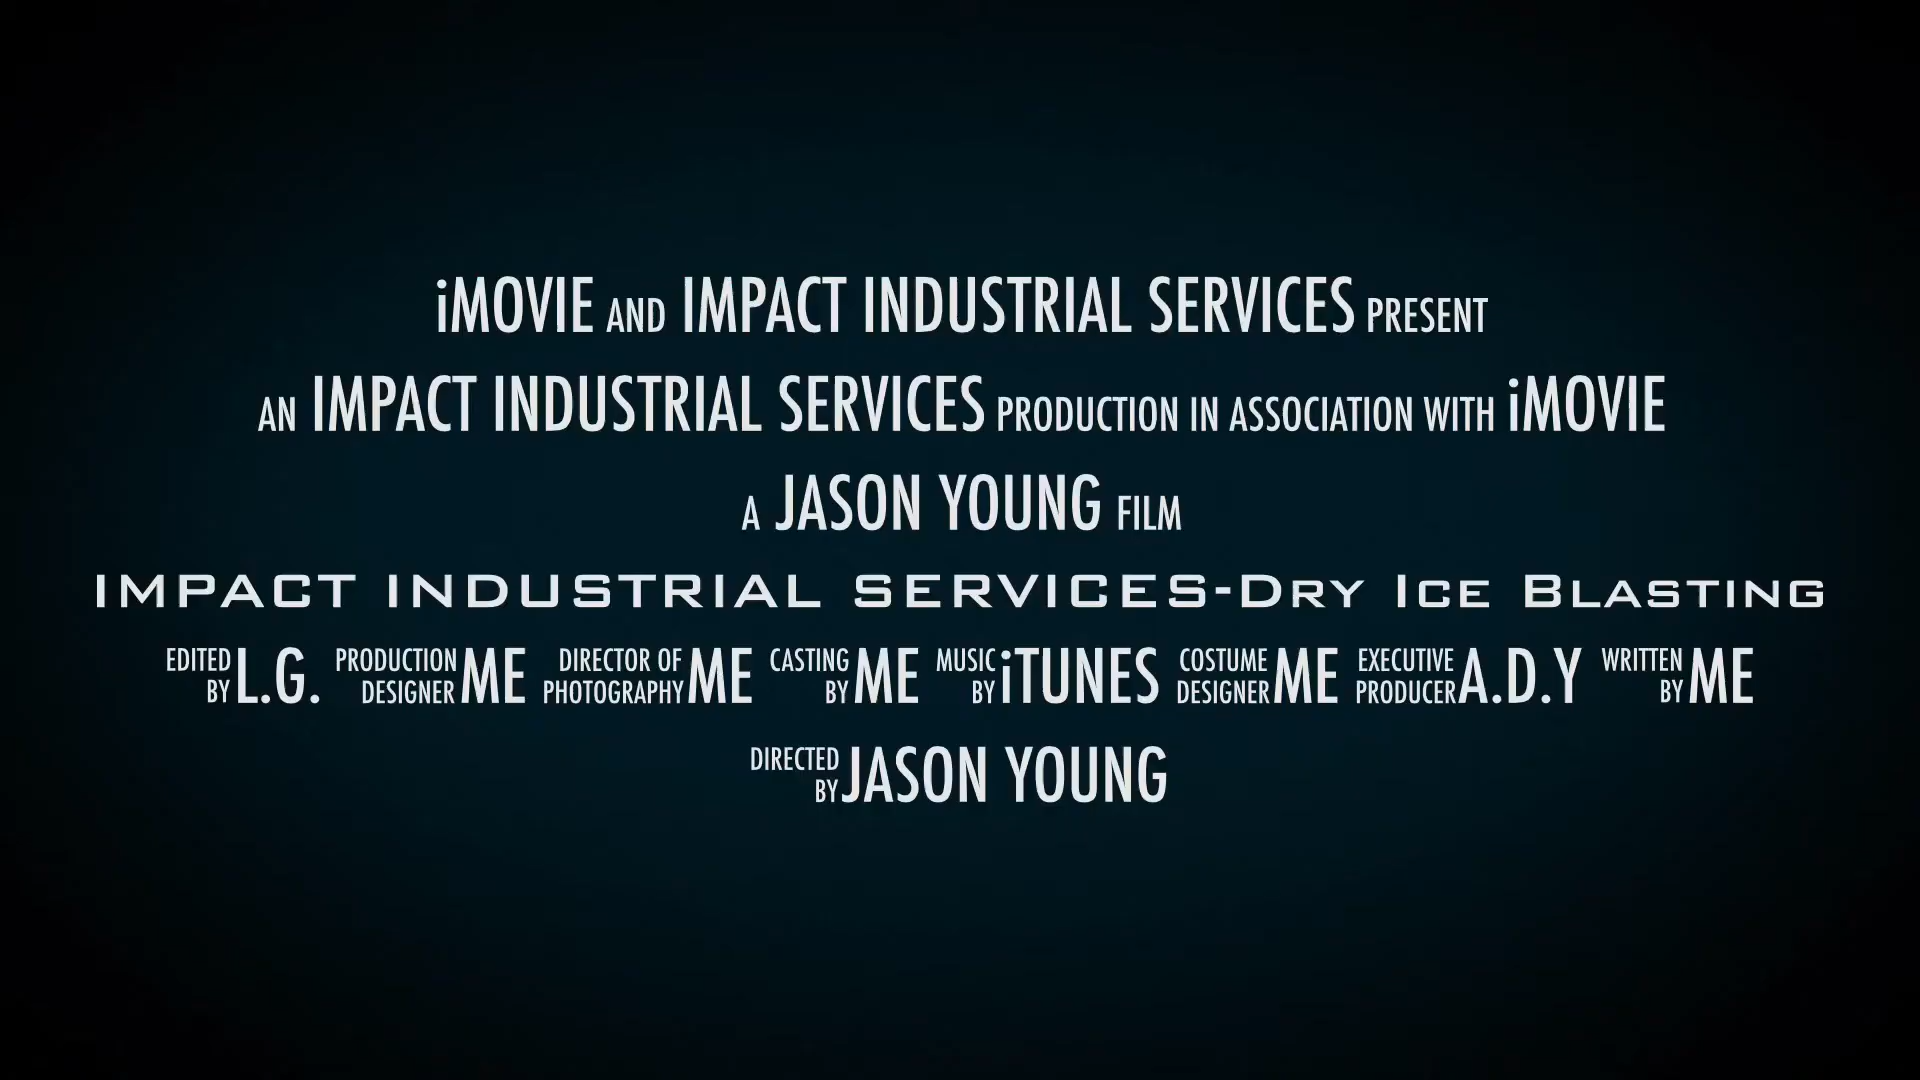 iMOVIE AND IMPACT INDUSTRIAL SERVICES PRESENT
AN IMPACT INDUSTRIAL SERVICES PRODUCTION IN ASSOCIATION WITH iMOVIE
A JASON YOUNG FILM
IMPACT INDUSTRIAL SERVICES-DRY ICE BLASTING
EDITED BY L.G. PRODUCTION DESIGNER ME DIRECTOR OF PHOTOGRAPHY ME CASTING BY ME MUSIC BY iTUNES COSTUME DESIGNER ME EXECUTIVE PRODUCER A.D.Y WRITTEN BY ME
DIRECTED BY JASON YOUNG